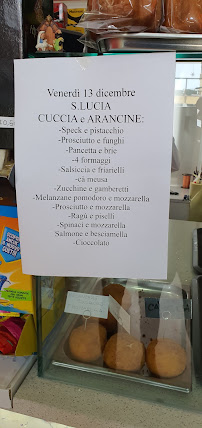 Venerdì 13 dicembre
S.LUCIA
CUCCIA e ARANCINE:
-Speck e pistacchio
-Prosciutto e funghi
-Pancetta e brie
-4 formaggi
-Salsiccia e friarielli
-cà meusa
-Zucchine e gamberetti
-Melanzane pomodoro e mozzarella
-Prosciutto e mozzarella
-Ragù e piselli
-Spinaci e mozzarella
Salmone e besciamella
-Cioccolato